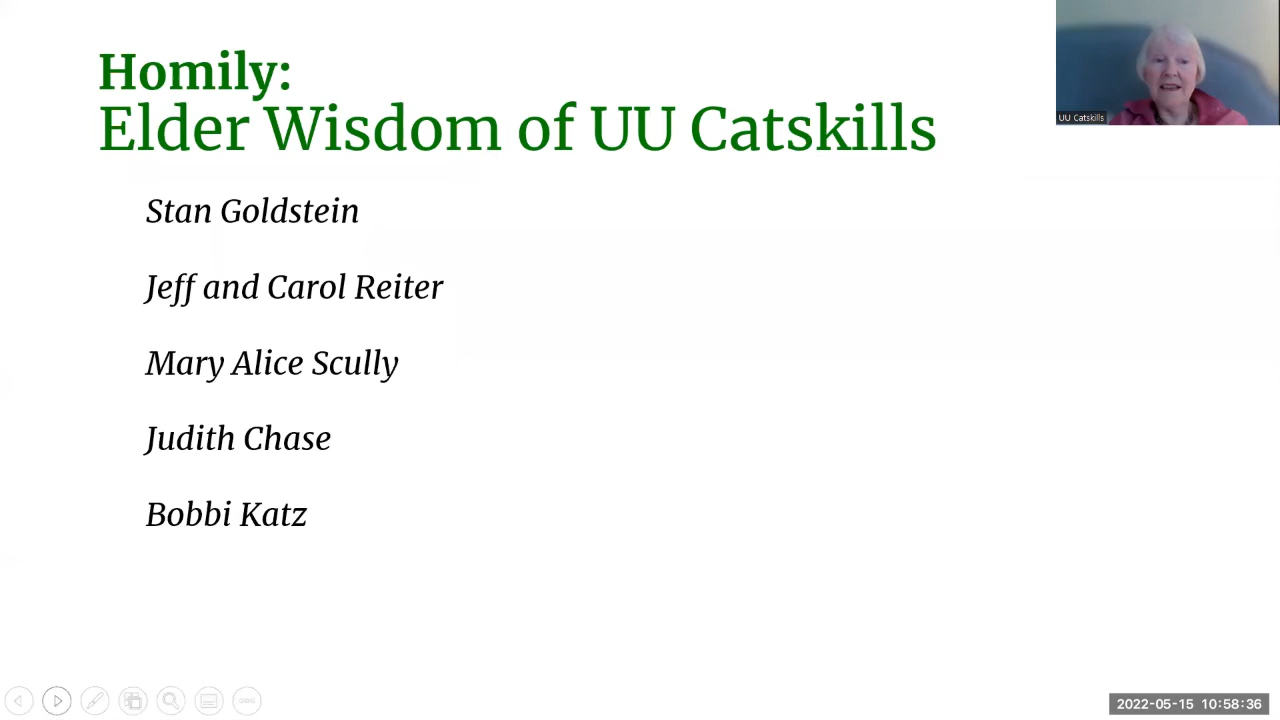 Homily:
Elder Wisdom of UU Catskills
UU Catskills
Stan Goldstein
Jeff and Carol Reiter
Mary Alice Scully
Judith Chase
Bobbi Katz
2022-05-15 10:58:36